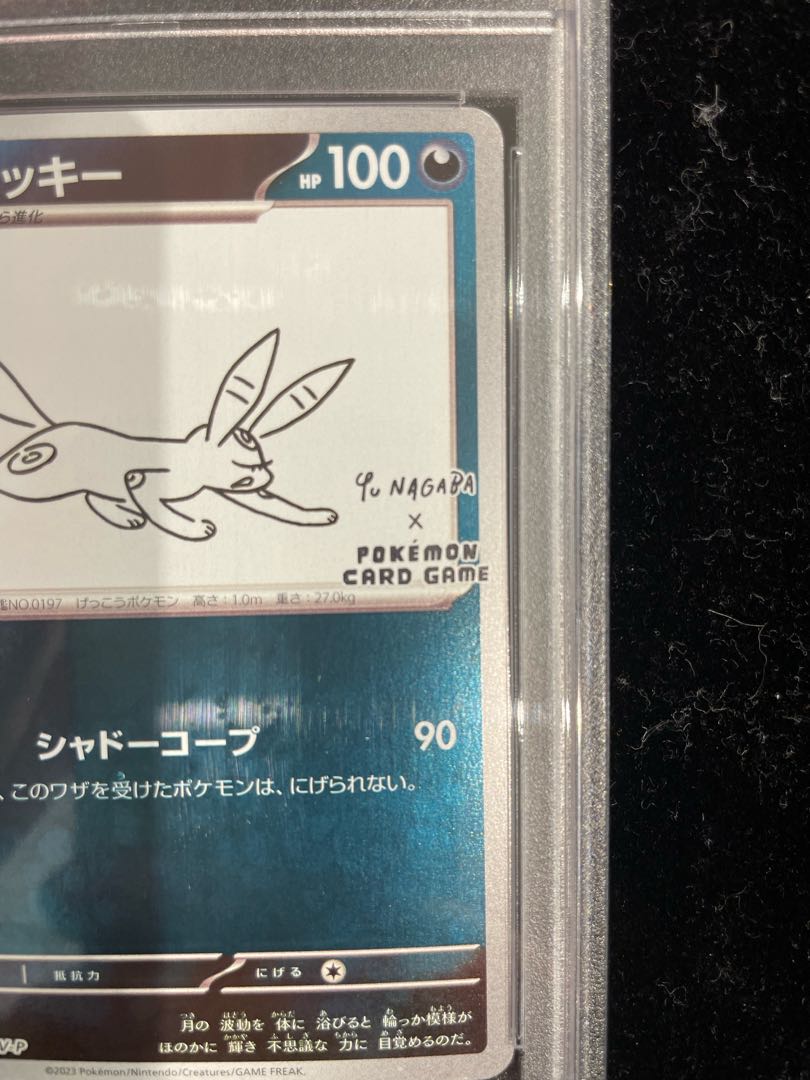 ッキー
HP 100
ら進化
Yu NAGABA
×
POKÉMON
CARD GAME
NO.0197 げっこうポケモン 高さ:1.0m 重さ:27.0kg
シャドーコープ 90
、このワザを受けたポケモンは、にげられない。
抵抗力 にげる
月の 波動を 体に 浴びると 輪っか模様が
ほのかに 輝き 不思議な 力に 目覚めるのだ。
V-P
©2023 Pokémon/Nintendo/Creatures/GAME FREAK.